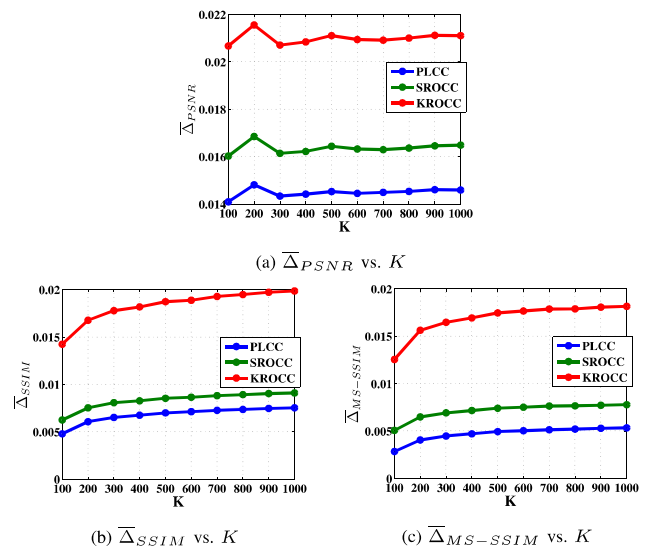 0.022
0.02
0.018
0.016
0.014
Δ̅ PSNR
PLCC
SROCC
KROCC
100 200 300 400 500 600 700 800 900 1000
K
(a) Δ̅ PSNR vs. K
0.02
0.015
0.01
0.005
0
Δ̅ SSIM
PLCC
SROCC
KROCC
100 200 300 400 500 600 700 800 900 1000
K
(b) Δ̅ SSIM vs. K
0.02
0.015
0.01
0.005
0
Δ̅ MS−SSIM
PLCC
SROCC
KROCC
100 200 300 400 500 600 700 800 900 1000
K
(c) Δ̅ MS−SSIM vs. K